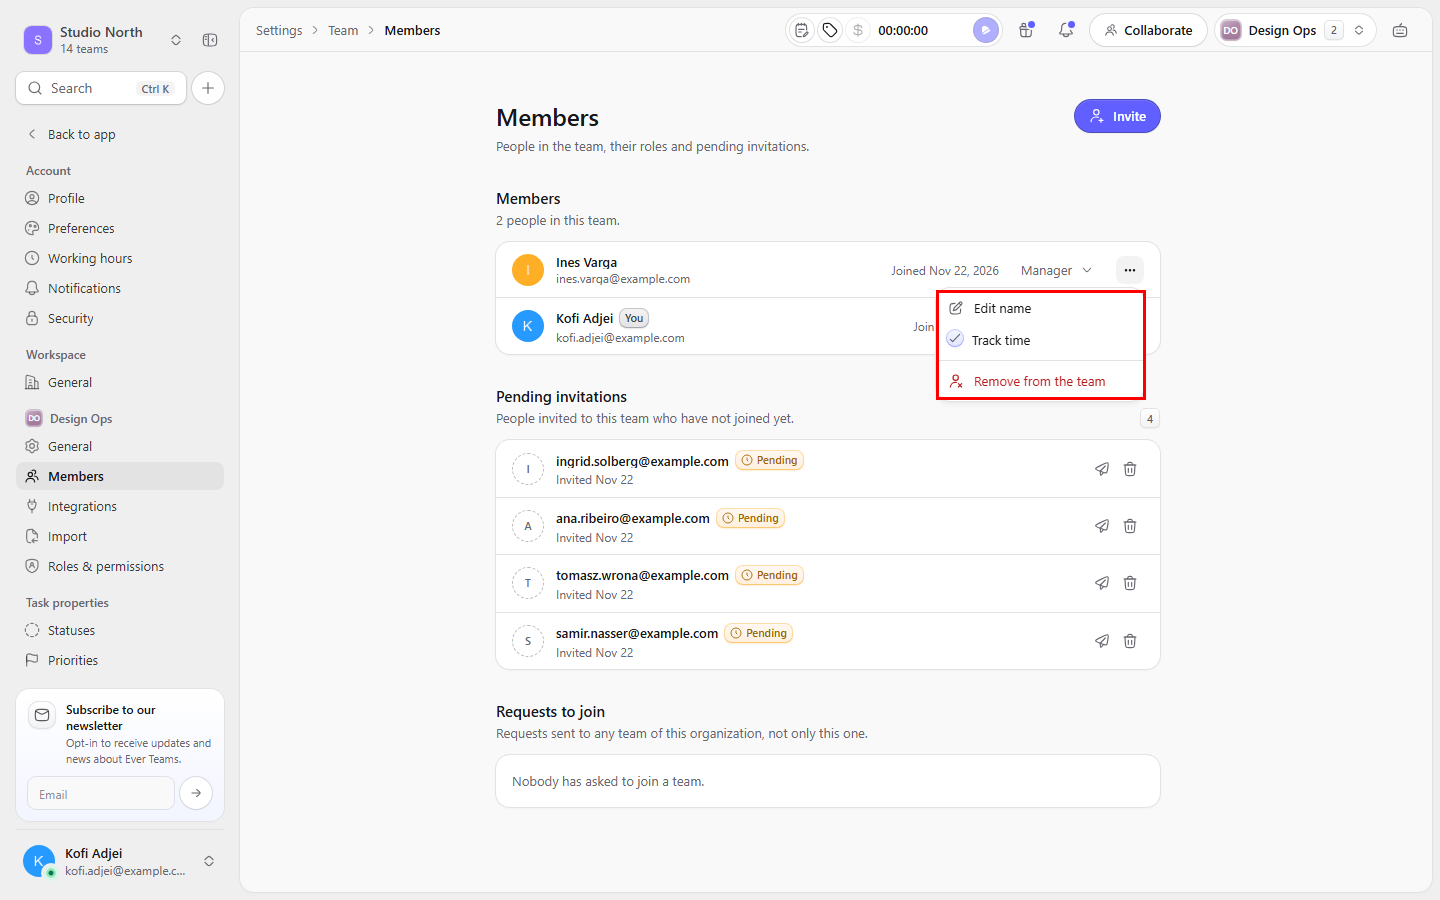 S
Studio North
14 teams
Search
Ctrl K
Back to app
Account
Profile
Preferences
Working hours
Notifications
Security
Workspace
General
DO
Design Ops
General
Members
Integrations
Import
Roles & permissions
Task properties
Statuses
Priorities
Subscribe to our
newsletter
Opt-in to receive updates and
news about Ever Teams.
Email
K
Kofi Adjei
kofi.adjei@example.c...
Settings
Team
Members
$
00:00:00
Collaborate
DO
Design Ops
2
Members
People in the team, their roles and pending invitations.
Invite
Members
2 people in this team.
I
Ines Varga
ines.varga@example.com
Joined Nov 22, 2026
Manager
K
Kofi Adjei
You
kofi.adjei@example.com
Join
Edit name
Track time
Remove from the team
Pending invitations
People invited to this team who have not joined yet.
4
I
ingrid.solberg@example.com
Pending
Invited Nov 22
A
ana.ribeiro@example.com
Pending
Invited Nov 22
T
tomasz.wrona@example.com
Pending
Invited Nov 22
S
samir.nasser@example.com
Pending
Invited Nov 22
Requests to join
Requests sent to any team of this organization, not only this one.
Nobody has asked to join a team.